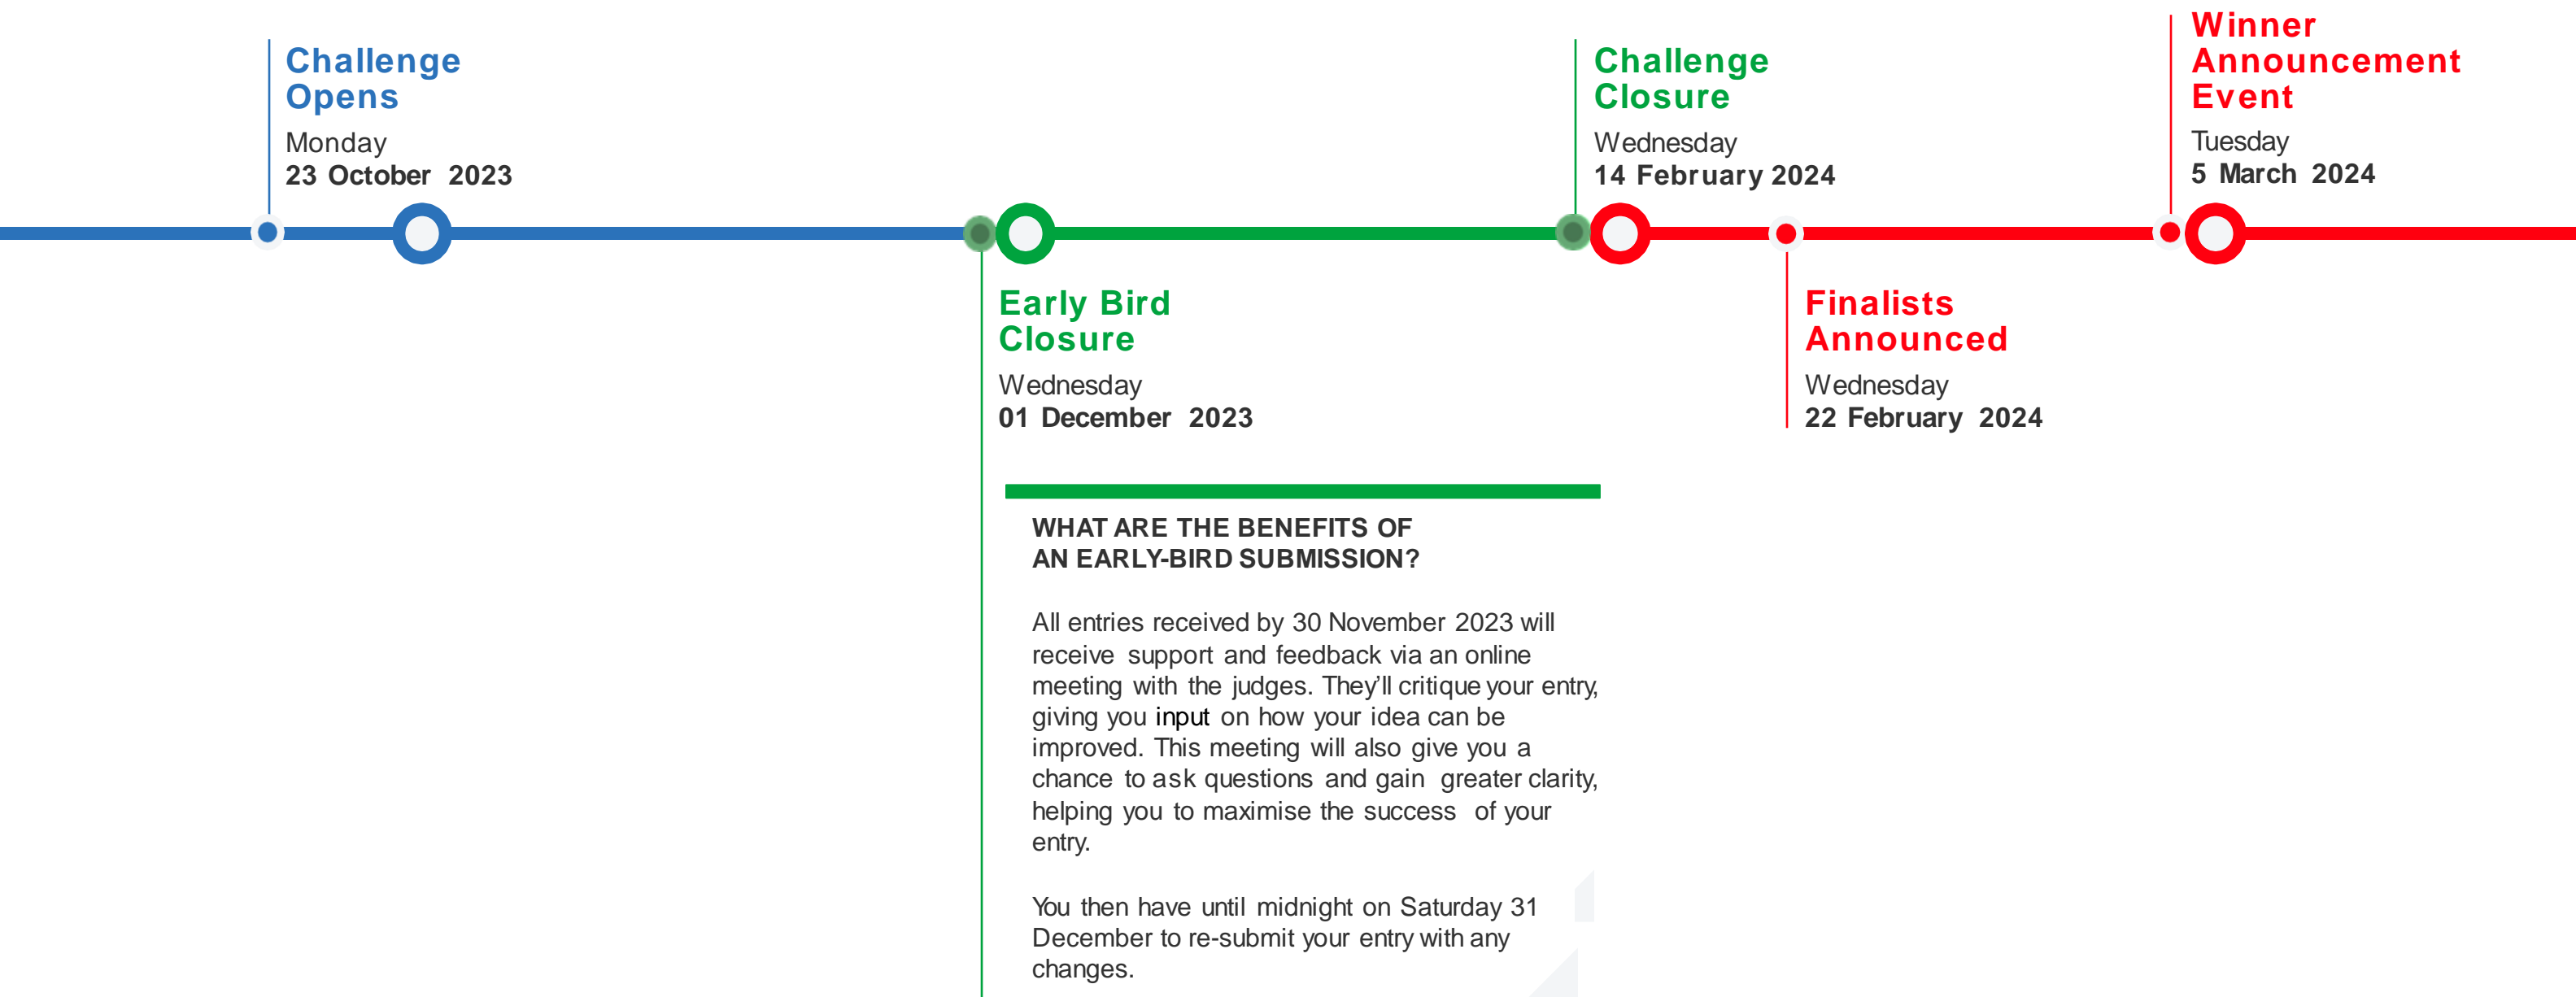 Challenge
Opens
Monday
23 October 2023
Early Bird
Closure
Wednesday
01 December 2023
WHAT ARE THE BENEFITS OF
AN EARLY-BIRD SUBMISSION?
All entries received by 30 November 2023 will
receive support and feedback via an online
meeting with the judges. They’ll critique your entry,
giving you input on how your idea can be
improved. This meeting will also give you a
chance to ask questions and gain greater clarity,
helping you to maximise the success of your
entry.
You then have until midnight on Saturday 31
December to re-submit your entry with any
changes.
Challenge
Closure
Wednesday
14 February 2024
Finalists
Announced
Wednesday
22 February 2024
Winner
Announcement
Event
Tuesday
5 March 2024